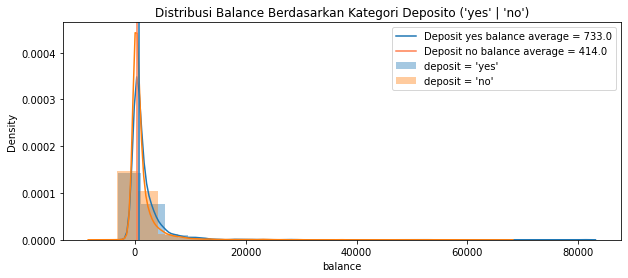 Distribusi Balance Berdasarkan Kategori Deposito ('yes' | 'no')
Deposit yes balance average = 733.0
Deposit no balance average = 414.0
deposit = 'yes'
deposit = 'no'
Density
0.0004
0.0003
0.0002
0.0001
0.0000
0 20000 40000 60000 80000
balance